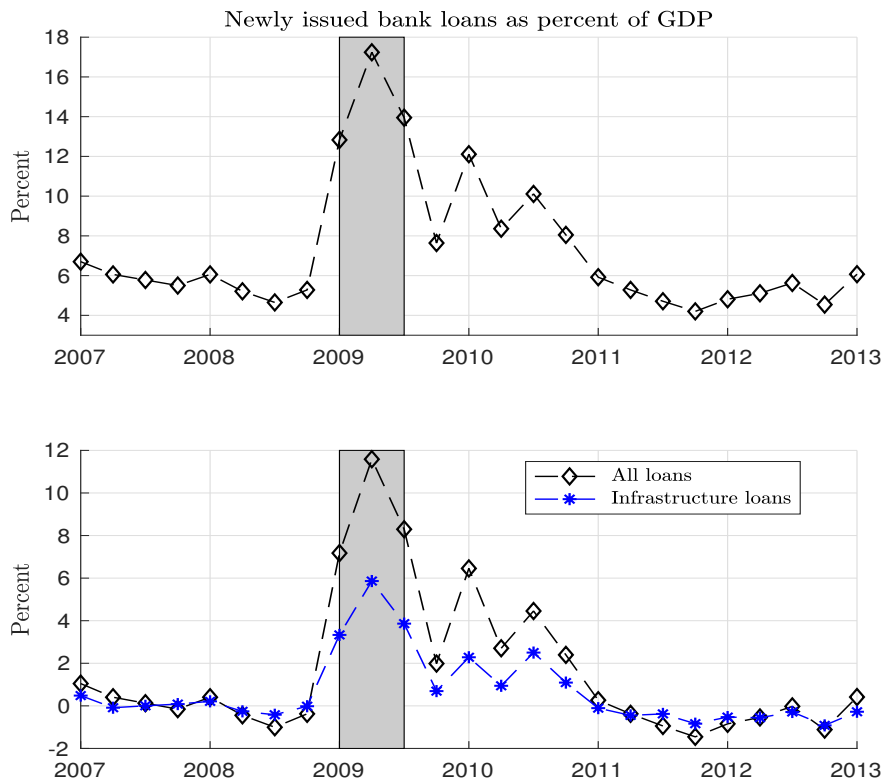 Newly issued bank loans as percent of GDP
Percent
18
16
14
12
10
8
6
4
2007 2008 2009 2010 2011 2012 2013
Percent
12
10
8
6
4
2
0
-2
All loans
Infrastructure loans
2007 2008 2009 2010 2011 2012 2013